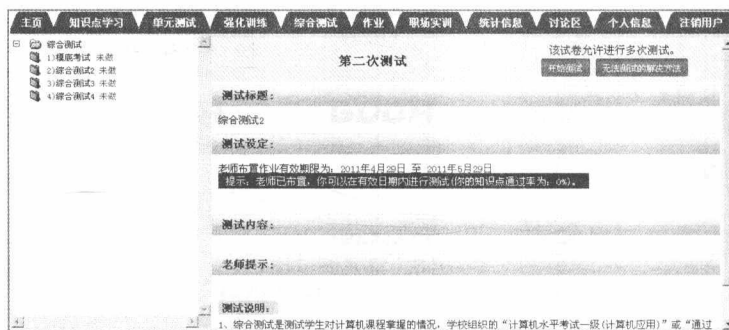 主页 知识点学习 单元测试 强化训练 综合测试 作业 职场实训 统计信息 讨论区 个人信息 注销用户
综合测试
1)摸底考试 未做
2)综合测试2 未做
3)综合测试3 未做
4)综合测试4 未做
第二次测试
该试卷允许进行多次测试。
开始测试 无法测试的解决方法
测试标题：
综合测试2
测试设定：
老师布置作业有效期限为：2011年4月29日 至 2011年5月29日
提示：老师已布置，你可以在有效日期内进行测试(你的知识点通过率为：0%)。
测试内容：
老师提示：
测试说明：
1、综合测试是测试学生对计算机课程掌握的情况，学校组织的“计算机水平考试一级(计算机应用)”或“通过